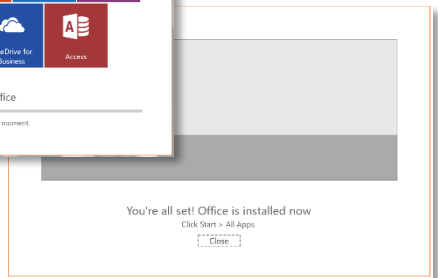 eDrive for
Business
Access
ffice
moment.
You're all set! Office is installed now
Click Start > All Apps.
Close